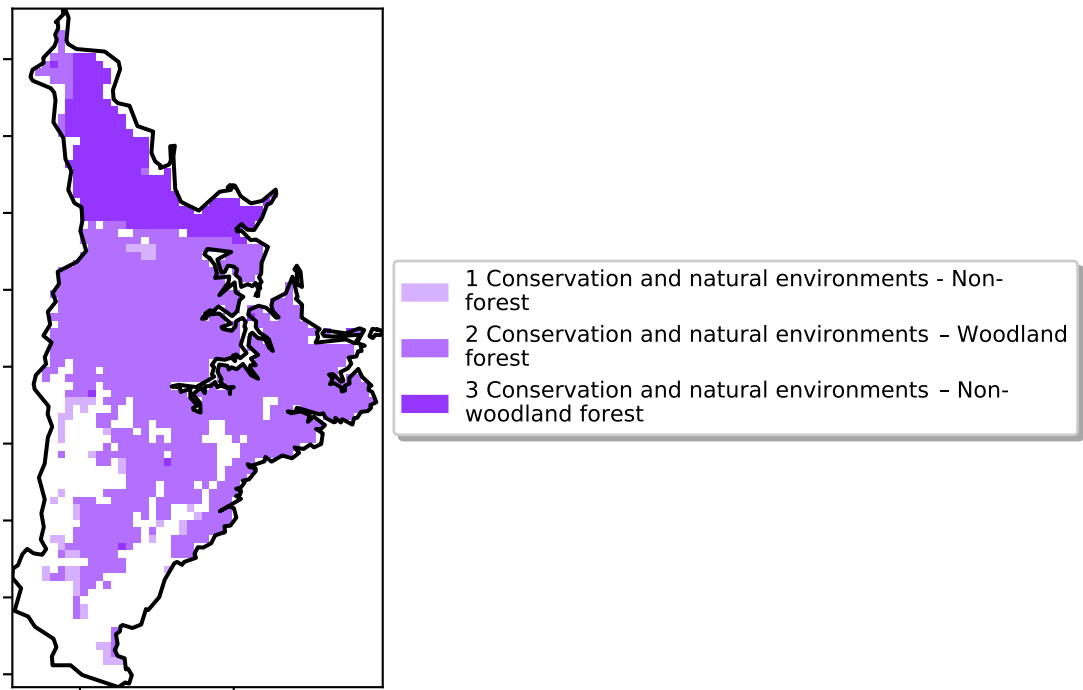 1 Conservation and natural environments - Non-
forest
2 Conservation and natural environments – Woodland
forest
3 Conservation and natural environments – Non-
woodland forest